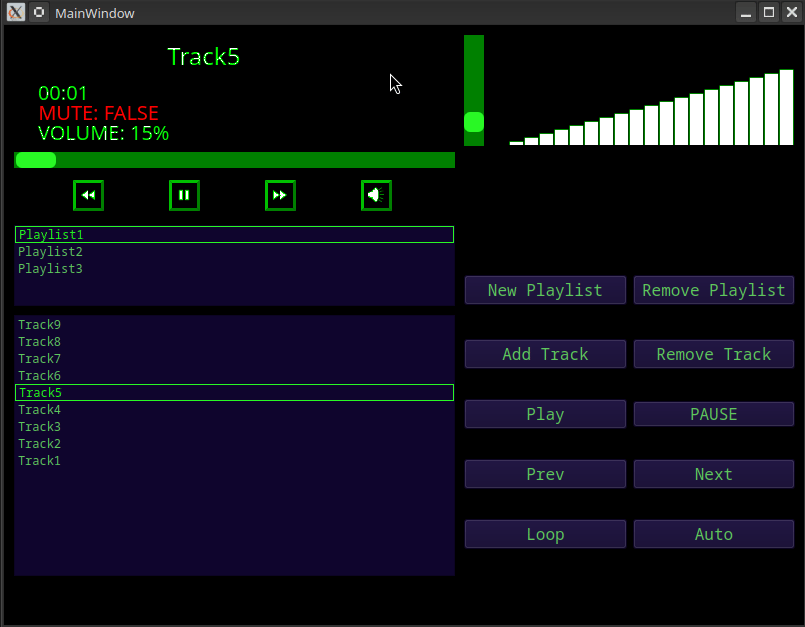 MainWindow
Track5
00:01
MUTE: FALSE
VOLUME: 15%
Playlist1
Playlist2
Playlist3
New Playlist Remove Playlist
Track9
Track8
Track7
Track6
Track5
Track4
Track3
Track2
Track1
Add Track Remove Track
Play PAUSE
Prev Next
Loop Auto